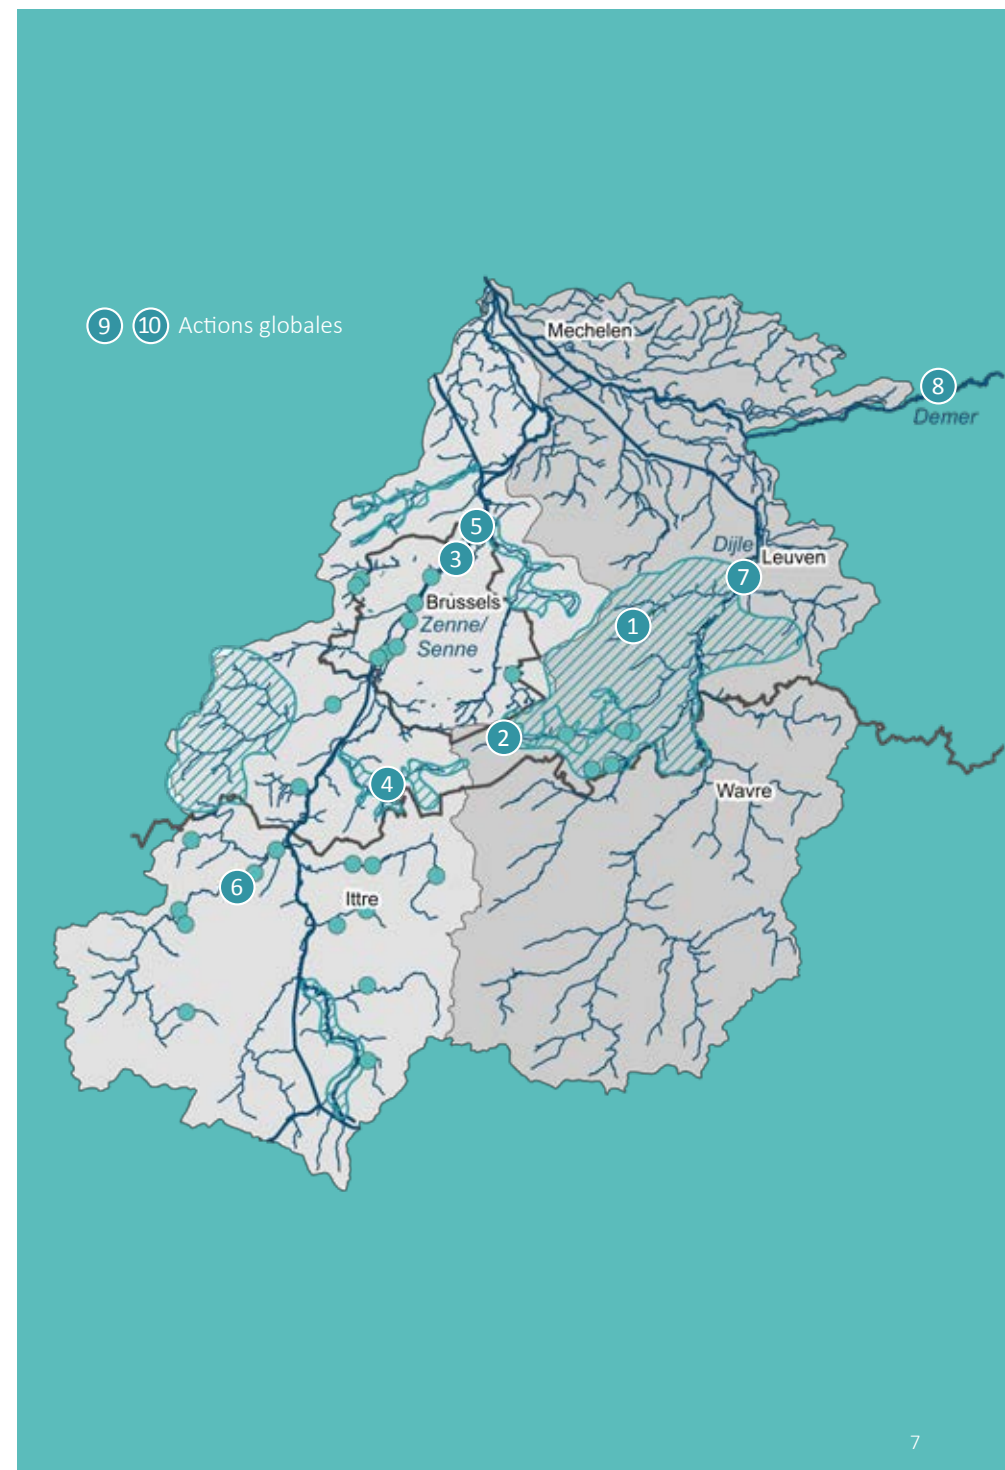 Mechelen
9 10 Actions globales
8
Demer
5
Dijle
3
Leuven
7
Brussels
1
Zenne/
Senne
2
4
Wavre
6
Ittre
7